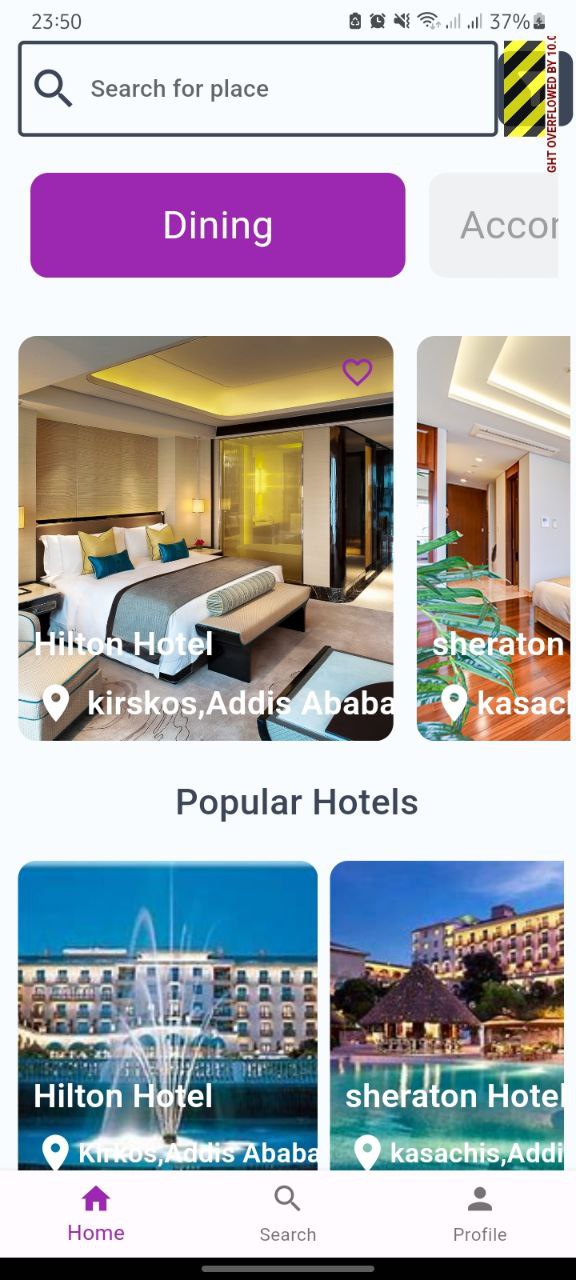 23:50
37%
Search for place
GHT OVERFLOWED BY 10.
Dining
Accor
Hilton Hotel
kirskos,Addis Ababa
sheraton
kasach
Popular Hotels
Hilton Hotel
Kirkos,Addis Ababa
sheraton Hotel
kasachis,Addi
Home
Search
Profile